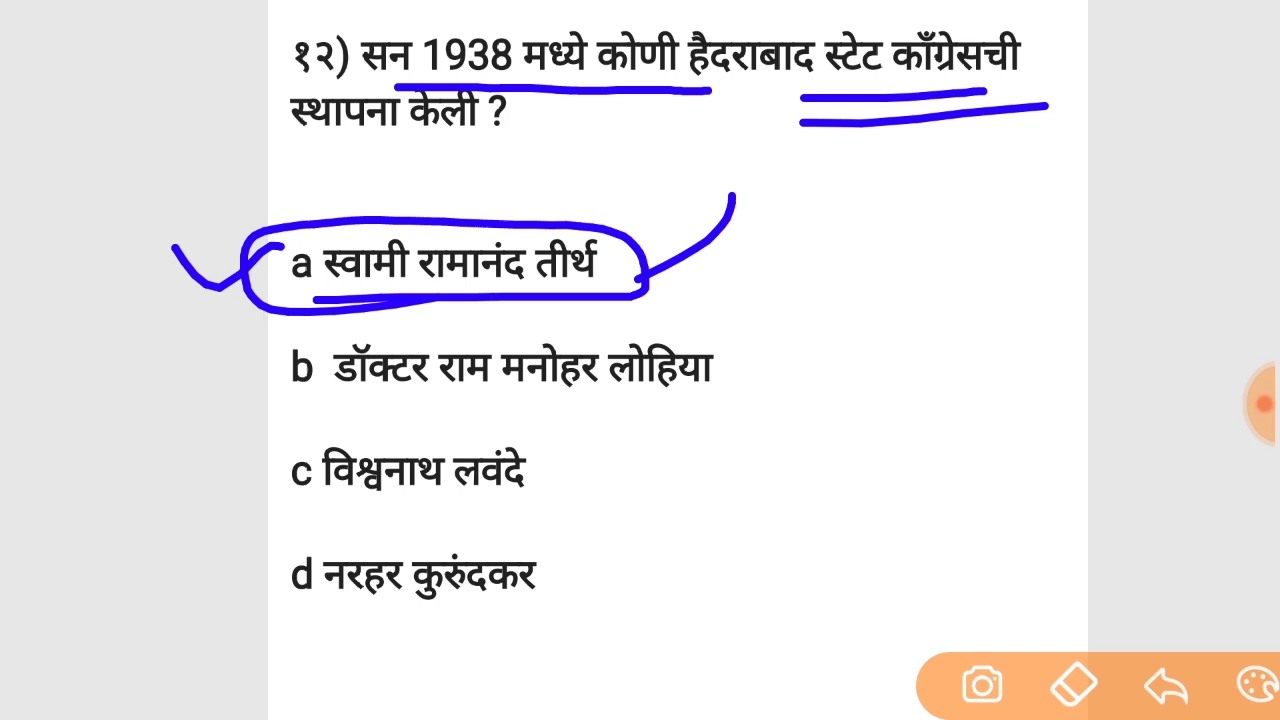 १२) सन 1938 मध्ये कोणी हैदराबाद स्टेट काँग्रेसची
स्थापना केली ?
a स्वामी रामानंद तीर्थ
b डॉक्टर राम मनोहर लोहिया
c विश्वनाथ लवंदे
d नरहर कुरुंदकर